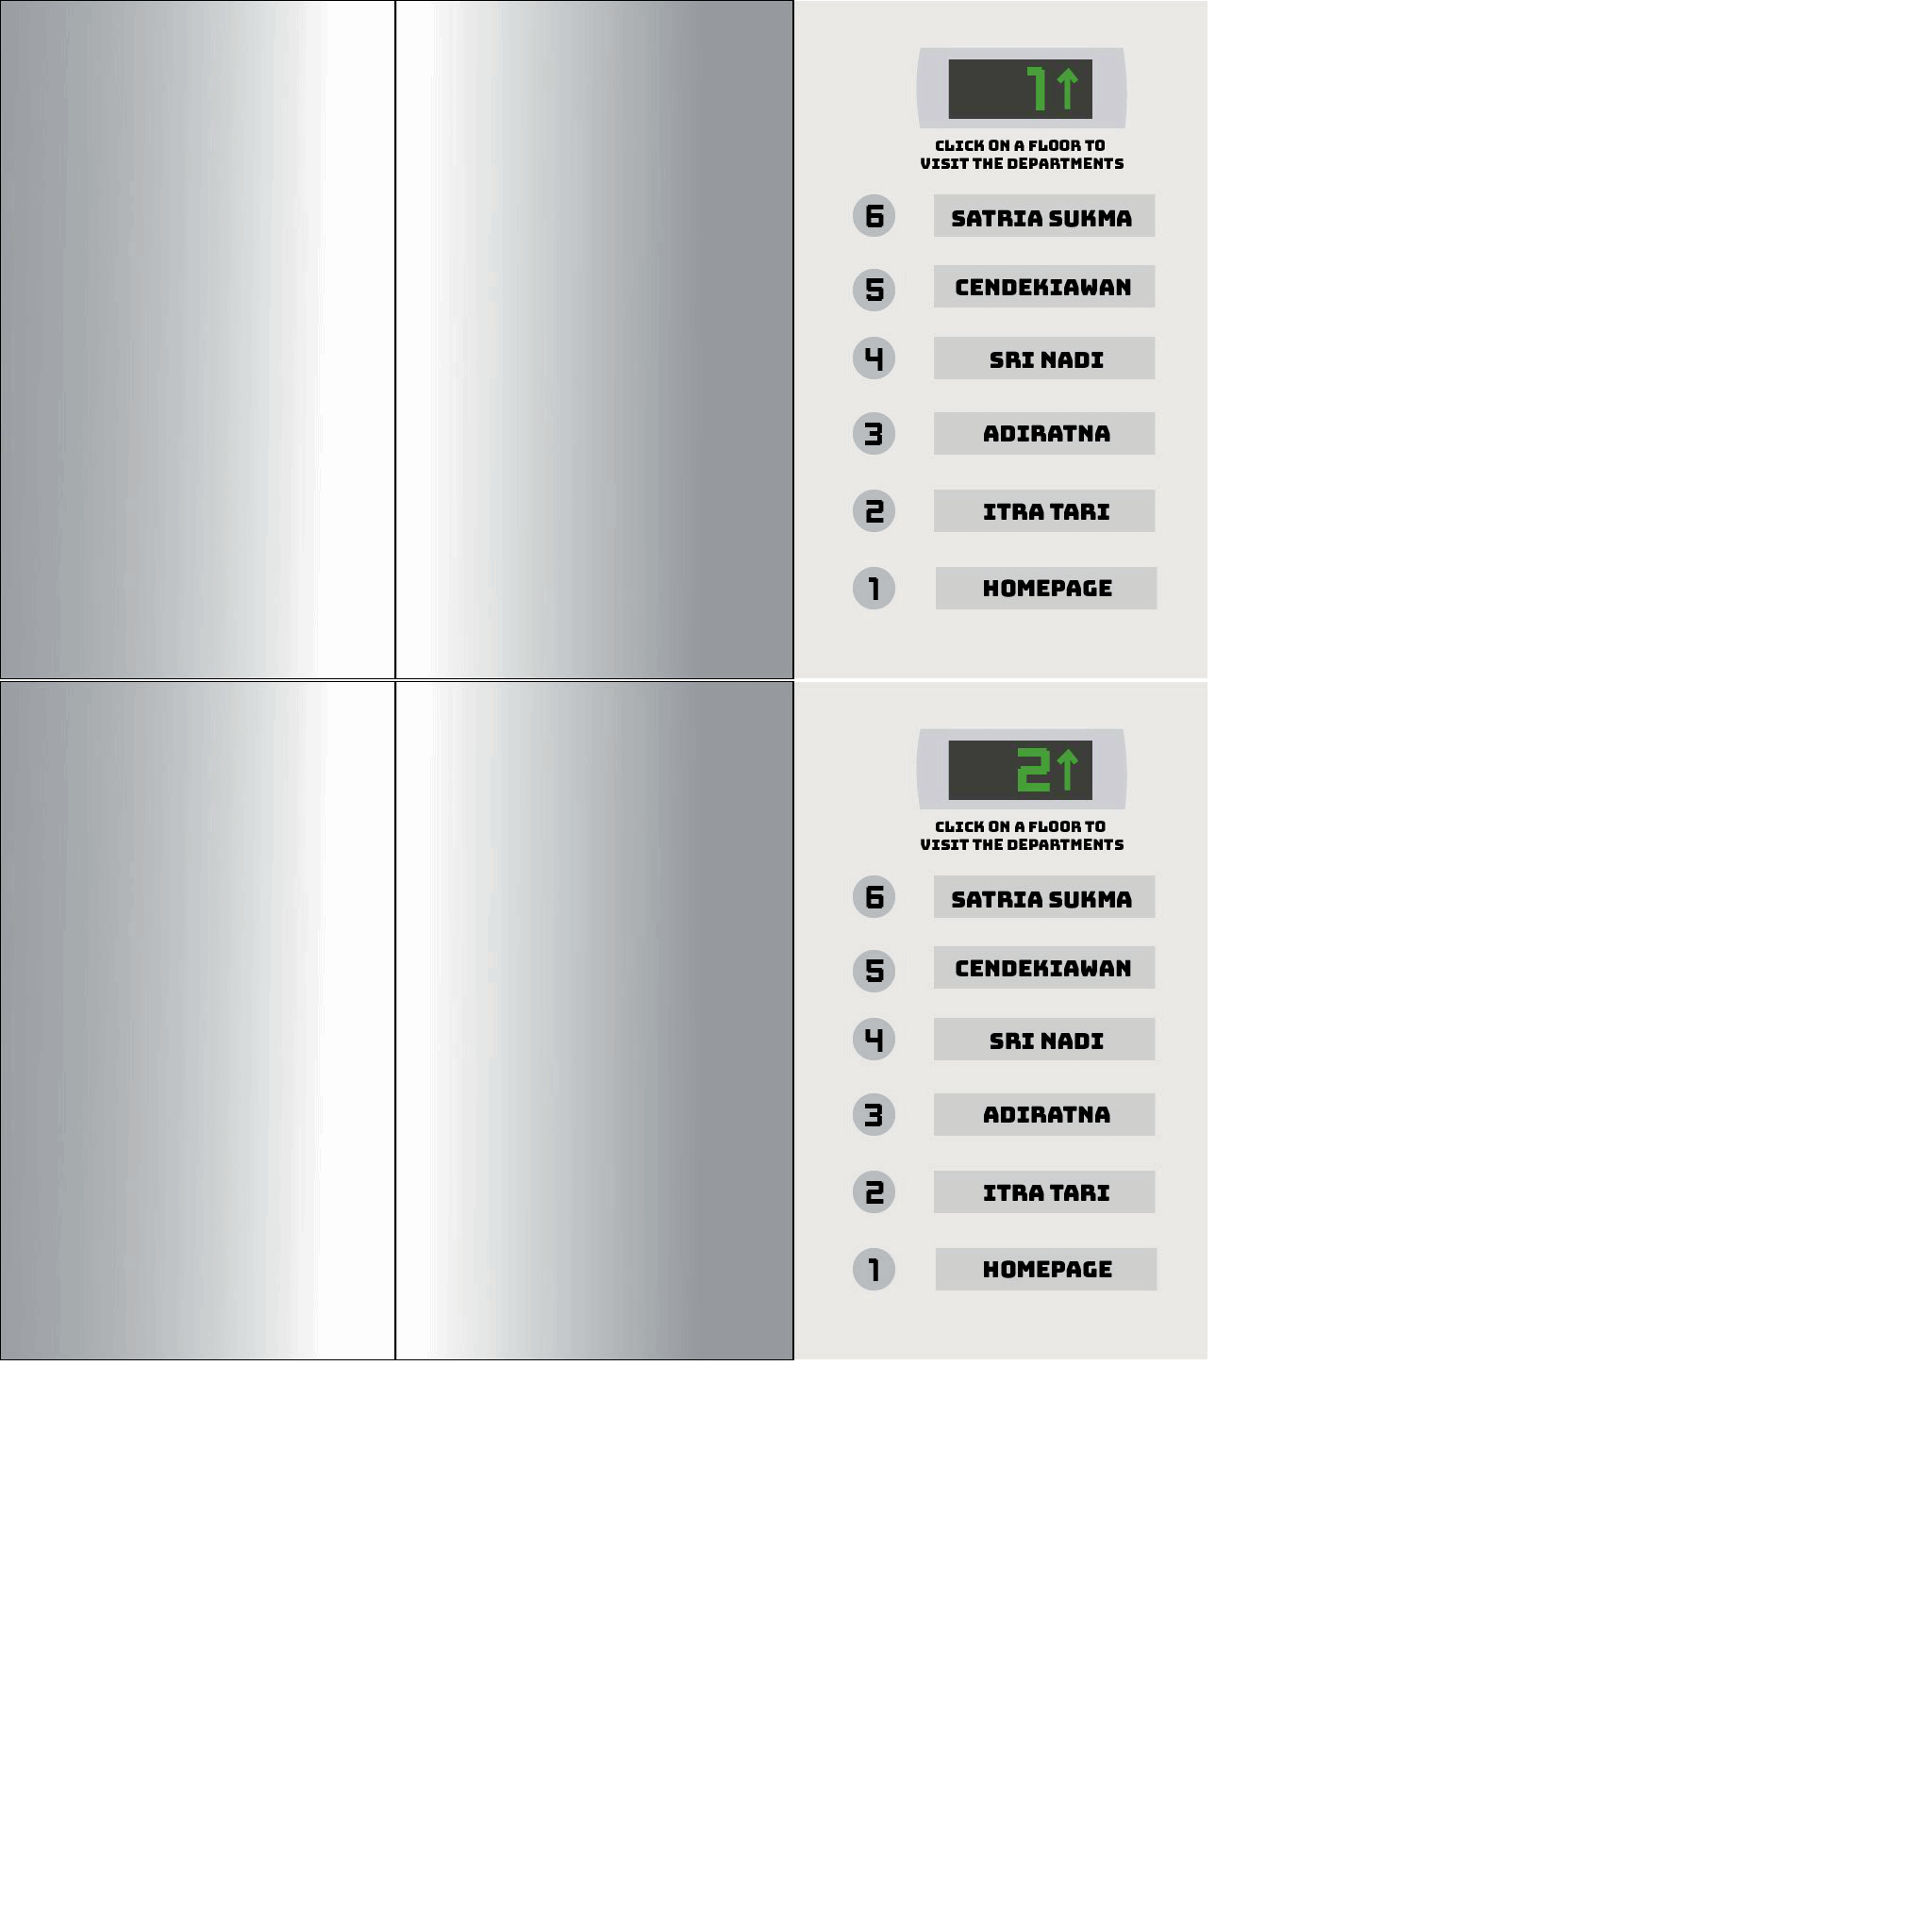 1↑
CLICK ON A FLOOR TO
VISIT THE DEPARTMENTS
6 SATRIA SUKMA
5 CENDEKIAWAN
4 SRI NADI
3 ADIRATNA
2 ITRA TARI
1 HOMEPAGE
2↑
CLICK ON A FLOOR TO
VISIT THE DEPARTMENTS
6 SATRIA SUKMA
5 CENDEKIAWAN
4 SRI NADI
3 ADIRATNA
2 ITRA TARI
1 HOMEPAGE